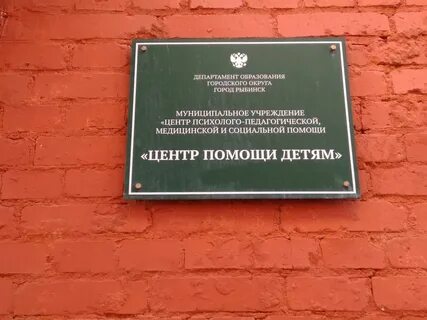 ДЕПАРТАМЕНТ ОБРАЗОВАНИЯ
ГОРОДСКОГО ОКРУГА
ГОРОД РЫБИНСК
МУНИЦИПАЛЬНОЕ УЧРЕЖДЕНИЕ
«ЦЕНТР ПСИХОЛОГО-ПЕДАГОГИЧЕСКОЙ,
МЕДИЦИНСКОЙ И СОЦИАЛЬНОЙ ПОМОЩИ
«ЦЕНТР ПОМОЩИ ДЕТЯМ»